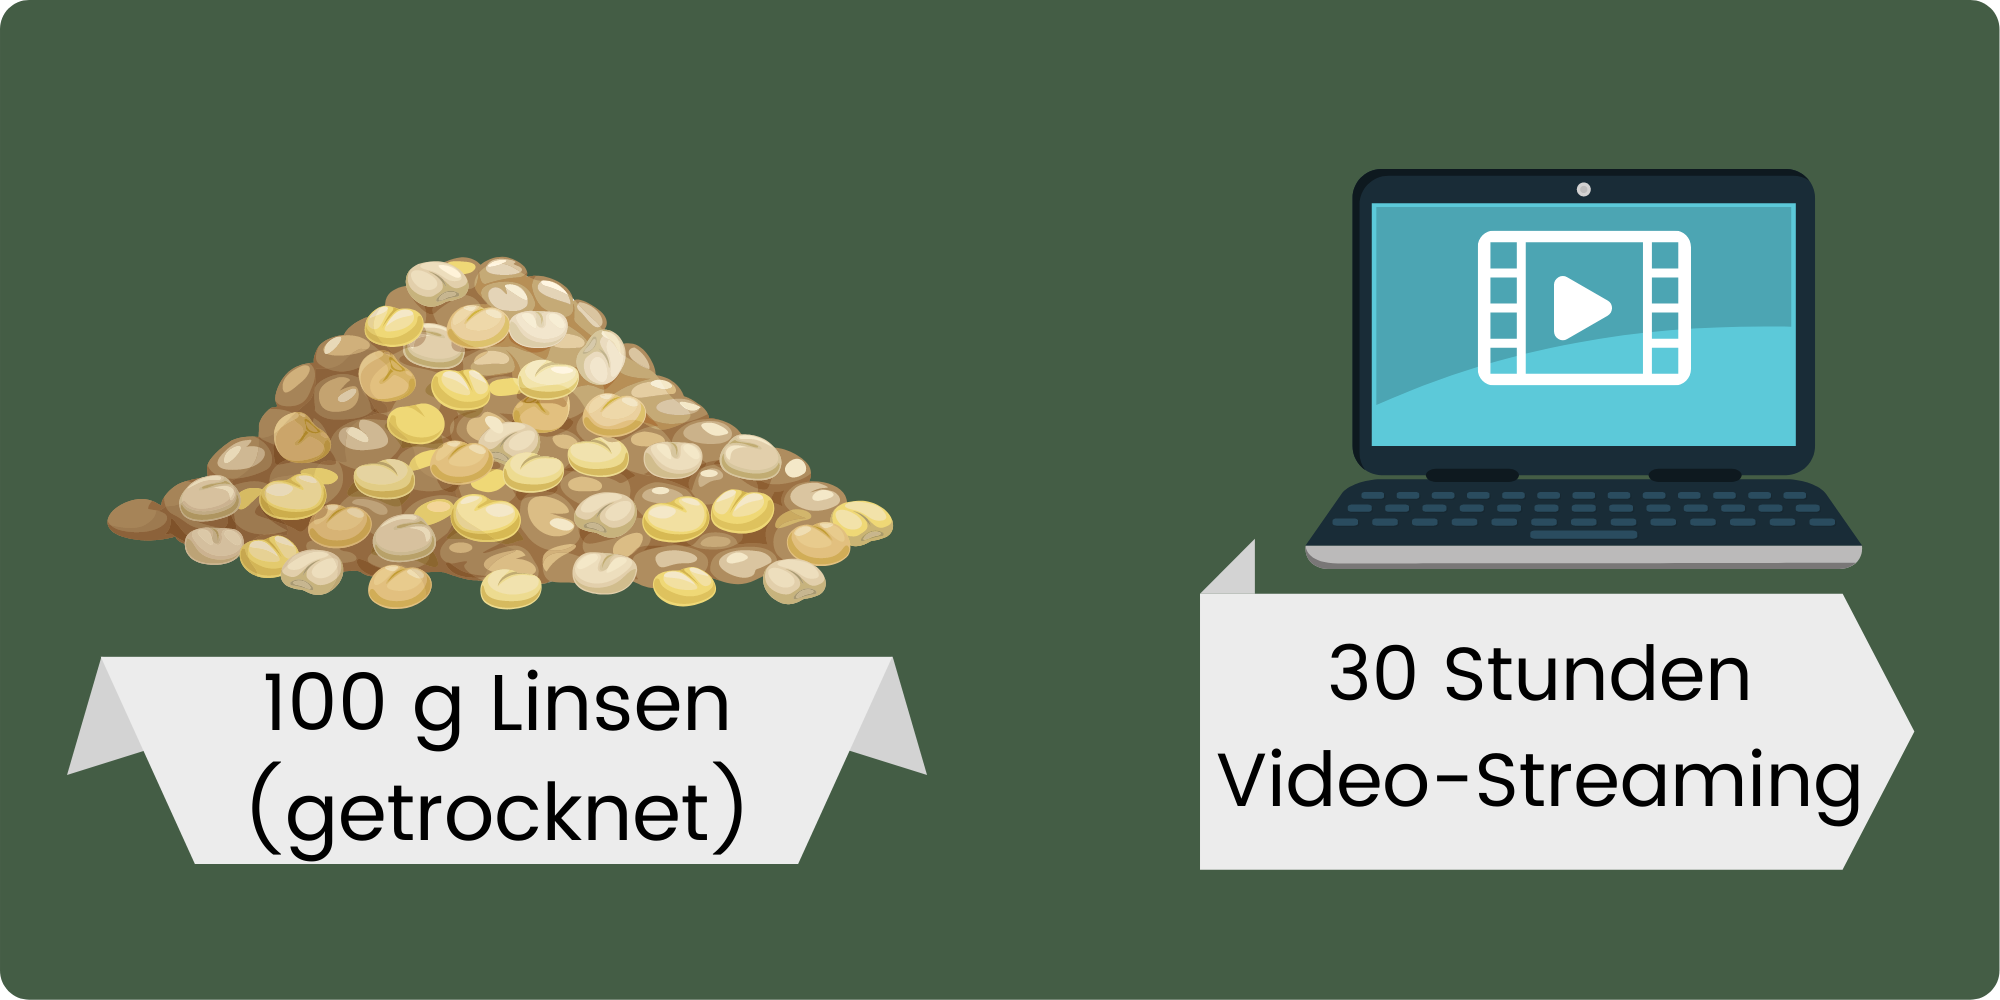 100 g Linsen
(getrocknet)
30 Stunden
Video-Streaming